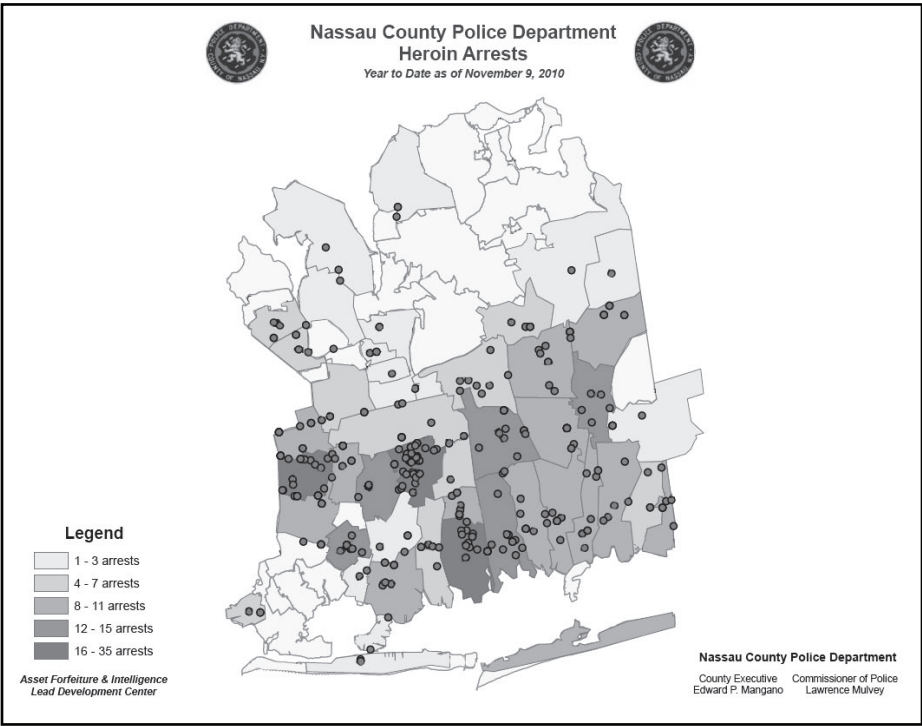 Nassau County Police Department
Heroin Arrests
Year to Date as of November 9, 2010
Legend
1 - 3 arrests
4 - 7 arrests
8 - 11 arrests
12 - 15 arrests
16 - 35 arrests
Asset Forfeiture & Intelligence
Lead Development Center
Nassau County Police Department
County Executive
Edward P. Mangano
Commissioner of Police
Lawrence Mulvey